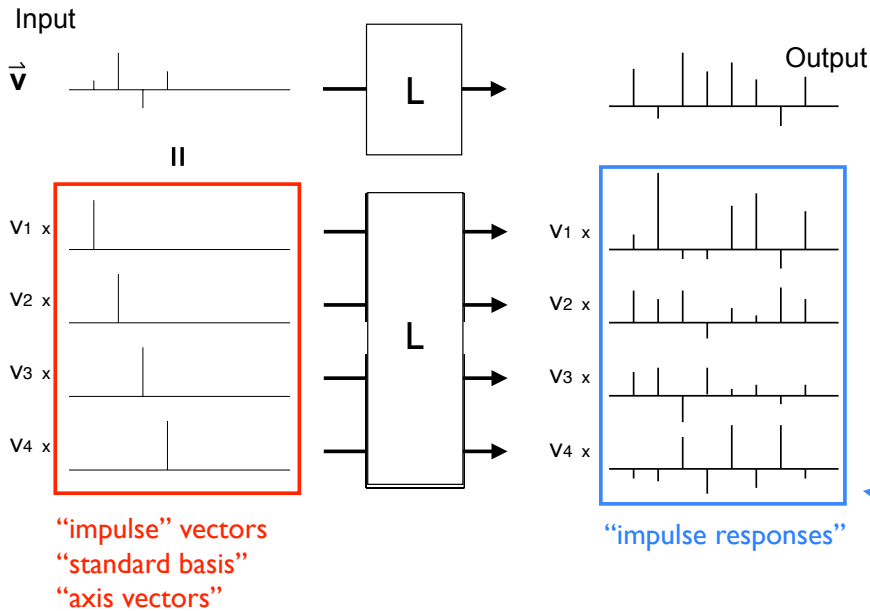 Input
v
L
Output
=
V1 x
V2 x
V3 x
V4 x
L
V1 x
V2 x
V3 x
V4 x
“impulse” vectors
“standard basis”
“axis vectors”
“impulse responses”